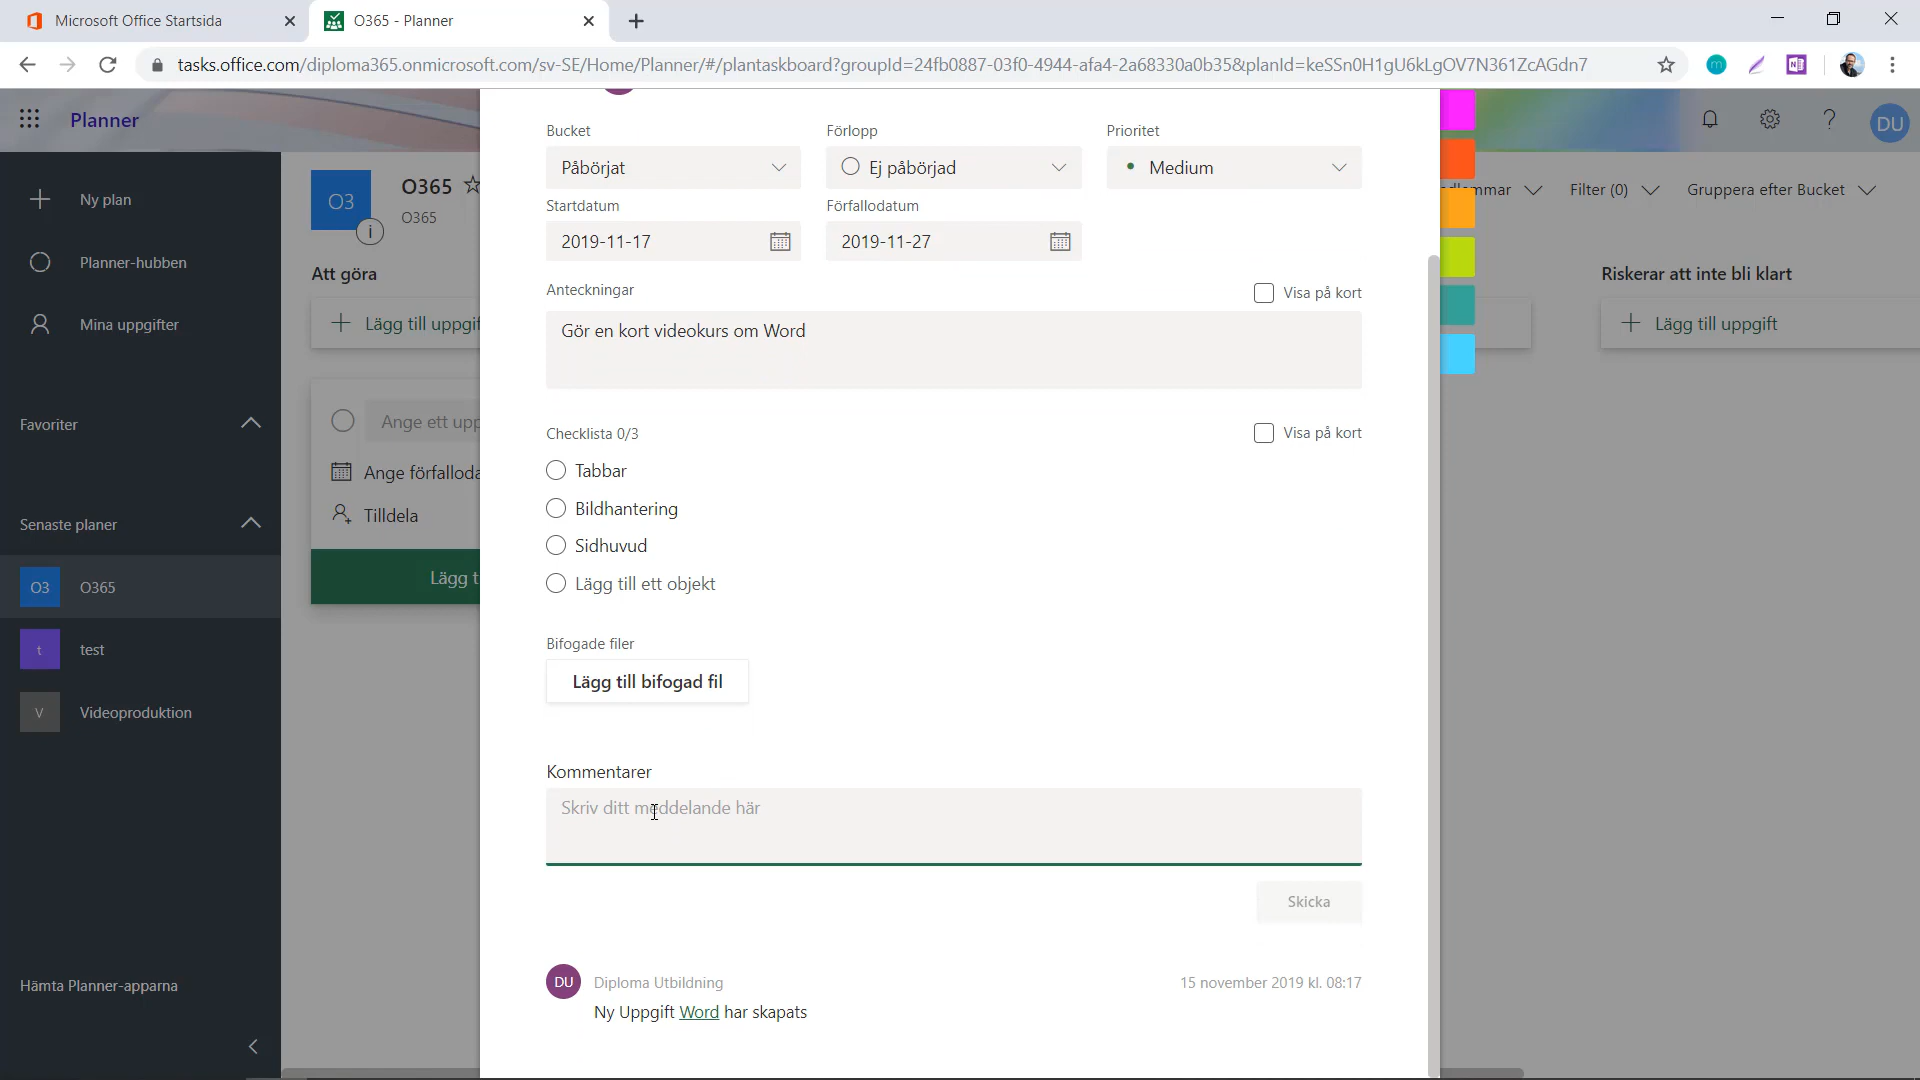 Microsoft Office Startsida
O365 - Planner
tasks.office.com/diploma365.onmicrosoft.com/sv-SE/Home/Planner/#/plantaskboard?groupId=24fb0887-03f0-4944-afa4-2a68330a0b35&planId=keSSn0H1gU6kLgOV7N361ZcAGdn7
Planner
DU
Ny plan
Planner-hubben
Mina uppgifter
Favoriter
Senaste planer
O3 O365
t test
V Videoproduktion
Hämta Planner-apparna
O3
O365
O365
i
Filter (0)
Gruppera efter Bucket
Att göra
Lägg till uppgif
Ange ett upp
Ange förfalloda
Tilldela
Lägg t
Riskerar att inte bli klart
Lägg till uppgift
Bucket
Påbörjat
Förlopp
Ej påbörjad
Prioritet
Medium
Startdatum
2019-11-17
Förfallodatum
2019-11-27
Anteckningar
Visa på kort
Gör en kort videokurs om Word
Checklista 0/3
Visa på kort
Tabbar
Bildhantering
Sidhuvud
Lägg till ett objekt
Bifogade filer
Lägg till bifogad fil
Kommentarer
Skriv ditt meddelande här
Skicka
DU
Diploma Utbildning
15 november 2019 kl. 08:17
Ny Uppgift Word har skapats